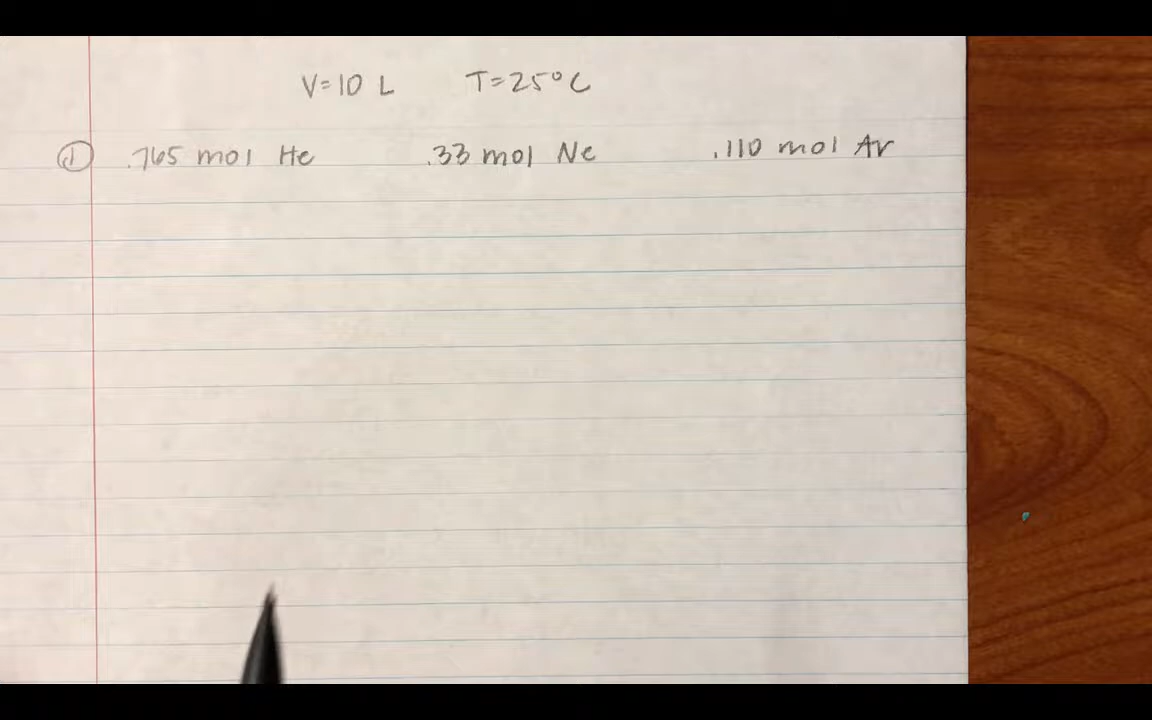 V=10 L T=25°C
① .765 mol He .33 mol Ne .110 mol Ar